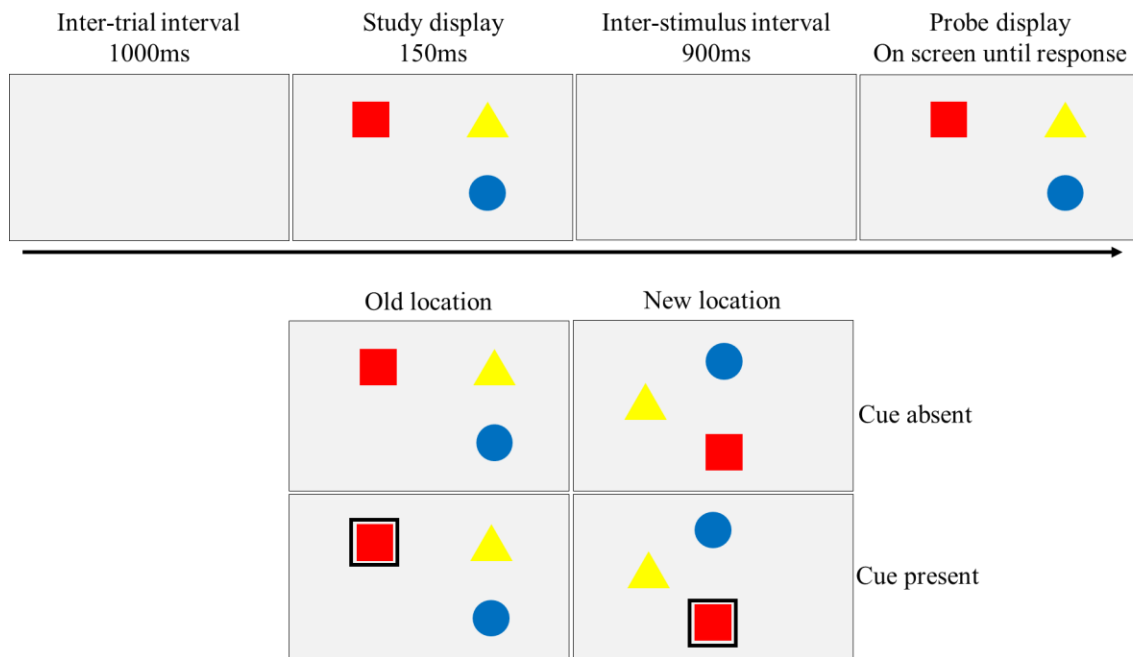 Inter-trial interval
1000ms
Study display
150ms
Inter-stimulus interval
900ms
Probe display
On screen until response
Old location
New location
Cue absent
Cue present